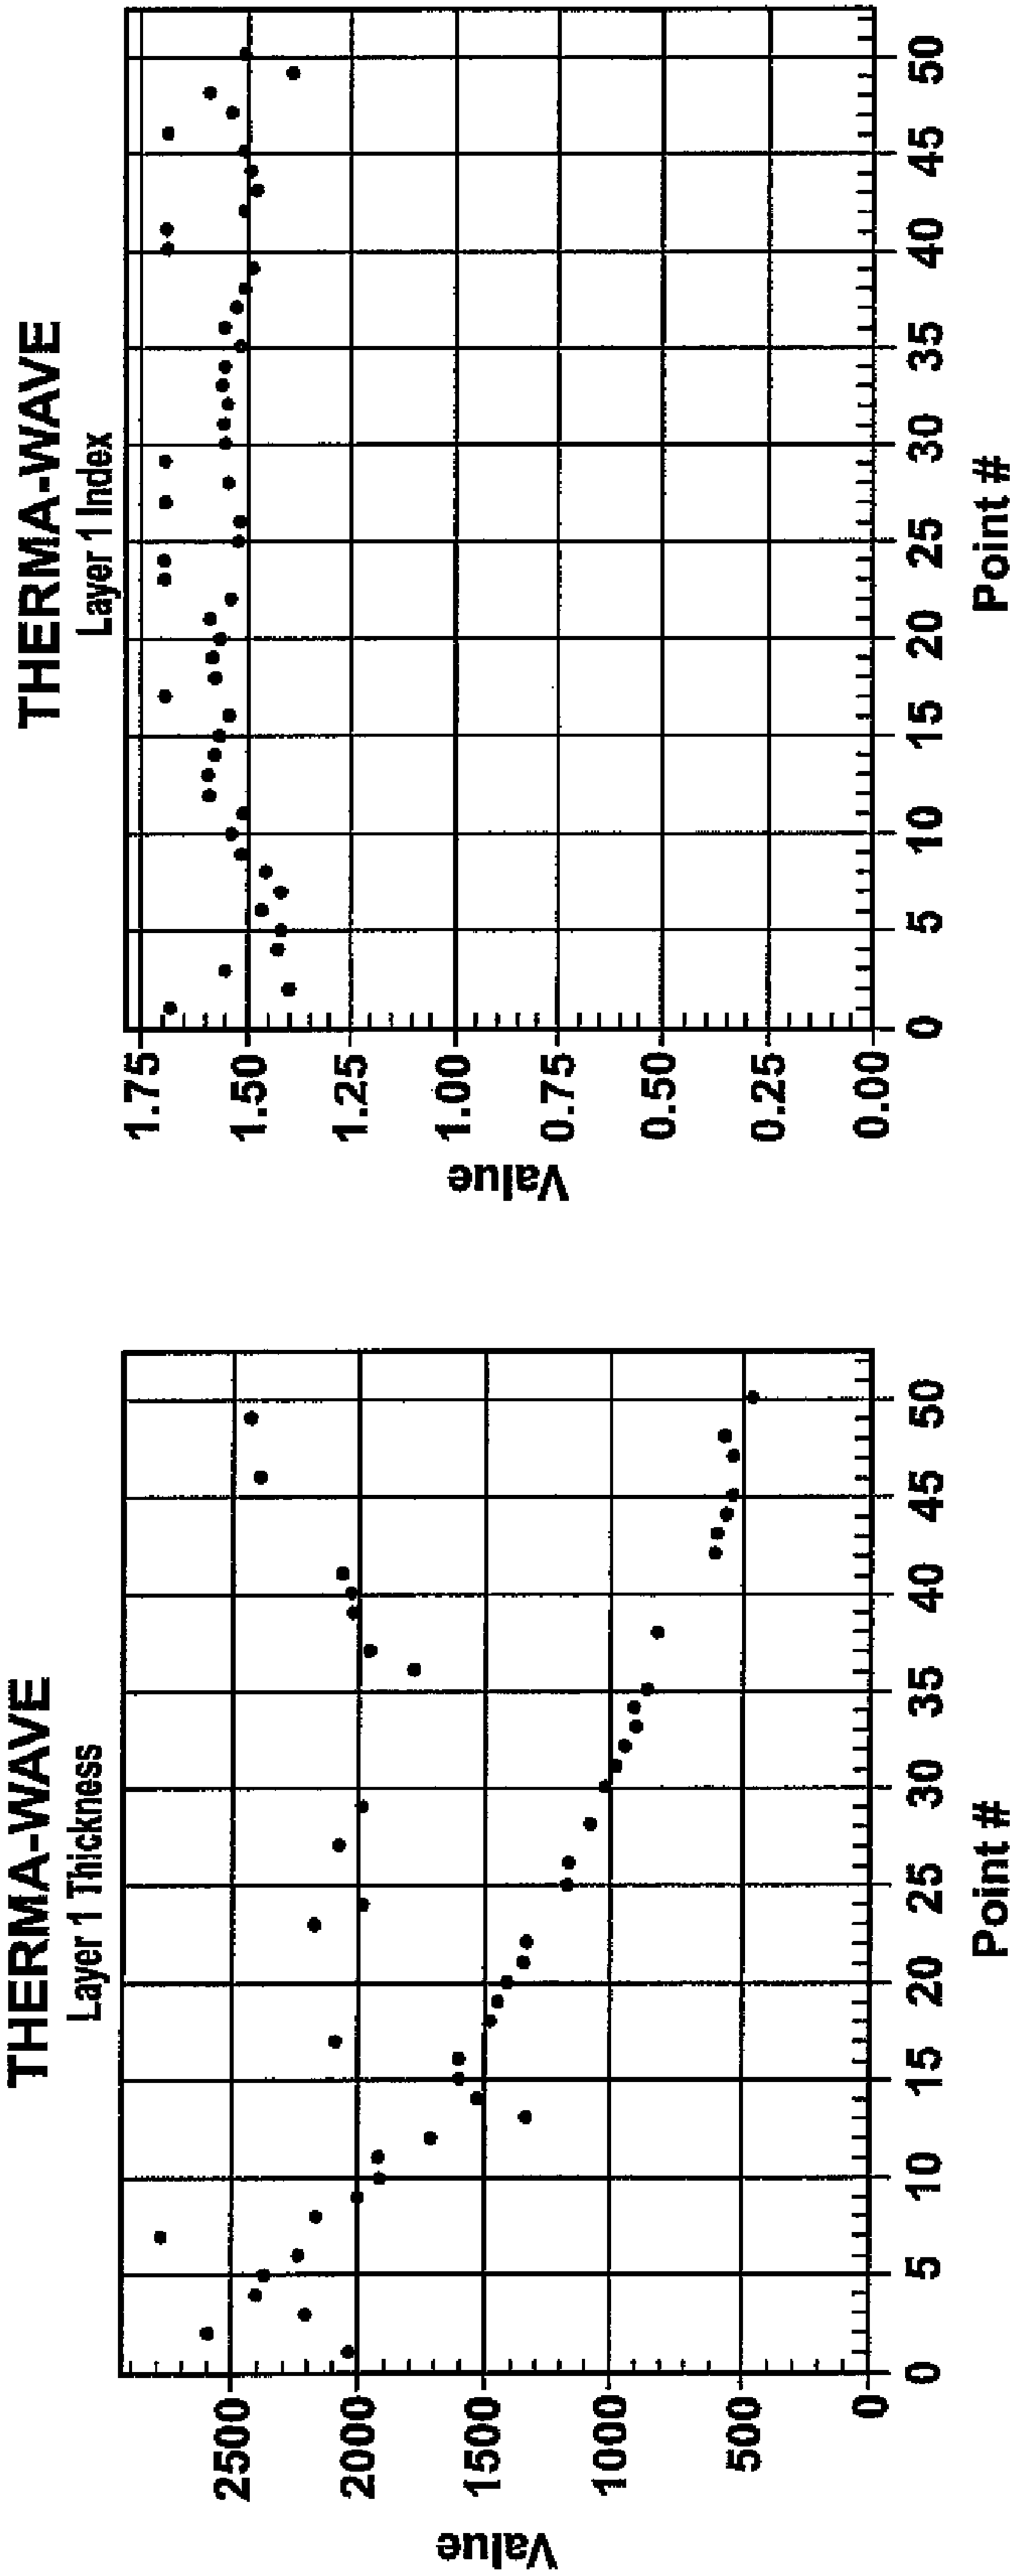 THERMA-WAVE
Layer 1 Thickness
Value
2500
2000
1500
1000
500
0
0 5 10 15 20 25 30 35 40 45 50
Point #
THERMA-WAVE
Layer 1 Index
Value
1.75
1.50
1.25
1.00
0.75
0.50
0.25
0.00
0 5 10 15 20 25 30 35 40 45 50
Point #